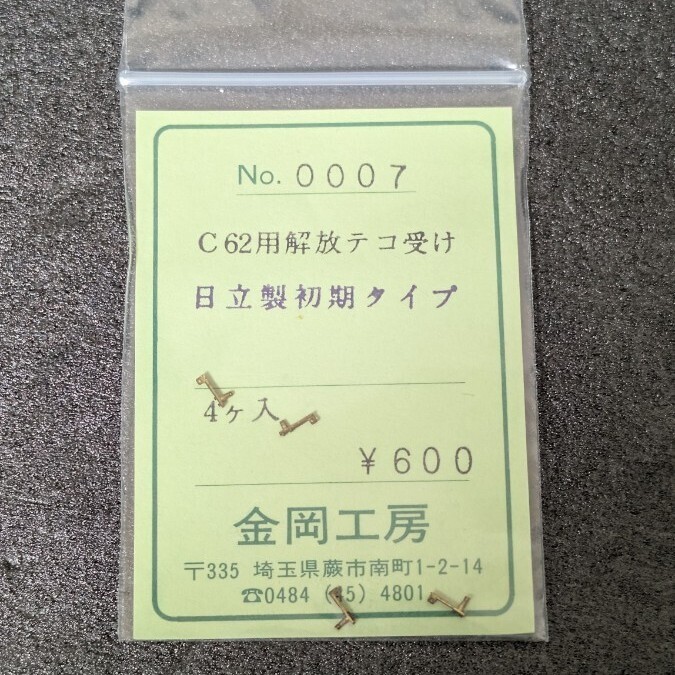 No. 0007
C62用解放テコ受け
日立製初期タイプ
4ヶ入
¥600
金岡工房
〒335 埼玉県蕨市南町1-2-14
☎0484 (45) 4801